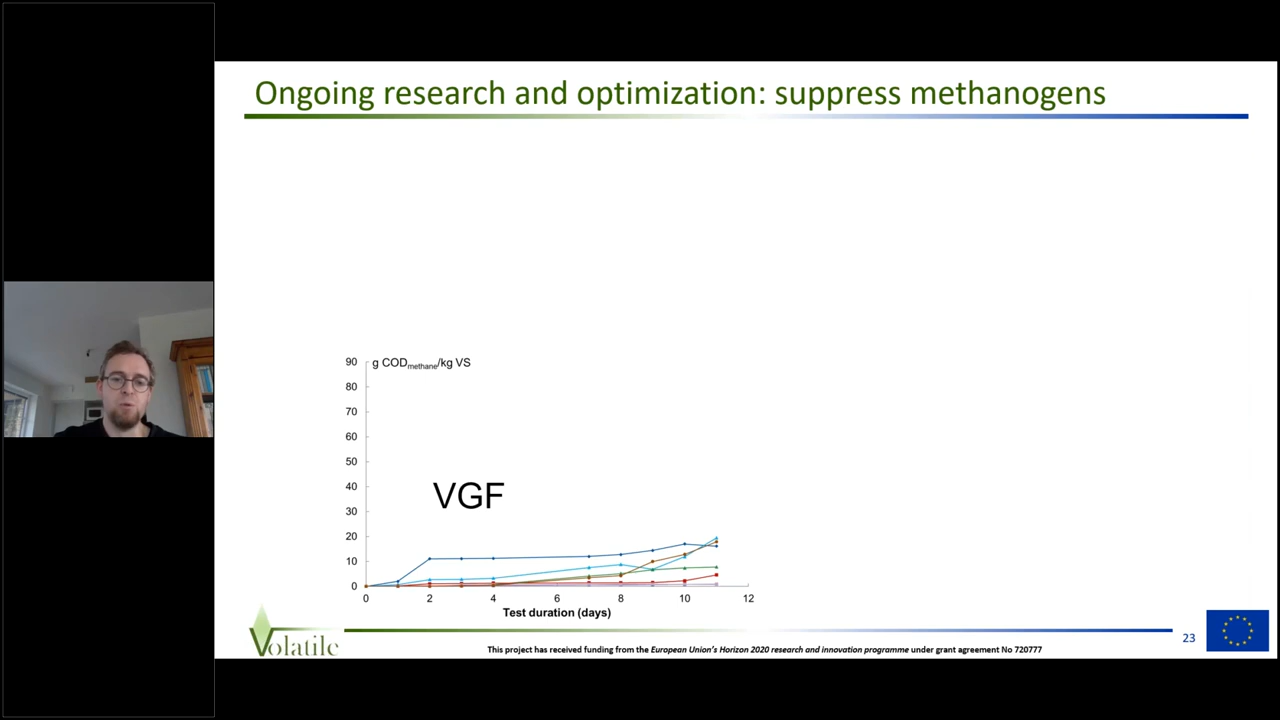 Ongoing research and optimization: suppress methanogens
90
g CODmethane/kg VS
80
70
60
50
40
30
20
10
0
VGF
0 2 4 6 8 10 12
Test duration (days)
Volatile
This project has received funding from the European Union's Horizon 2020 research and innovation programme under grant agreement No 720777
23